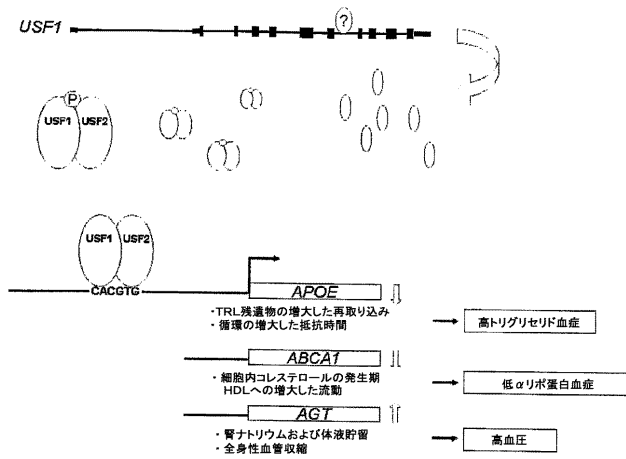 USF1
?
P
USF1 USF2
USF1 USF2
CACGTG
APOE
・TRL残遺物の増大した再取り込み
・循環の増大した抵抗時間
高トリグリセリド血症
ABCA1
・細胞内コレステロールの発生期
HDLへの増大した流動
低αリポ蛋白血症
AGT
・腎ナトリウムおよび体液貯留
・全身性血管収縮
高血圧